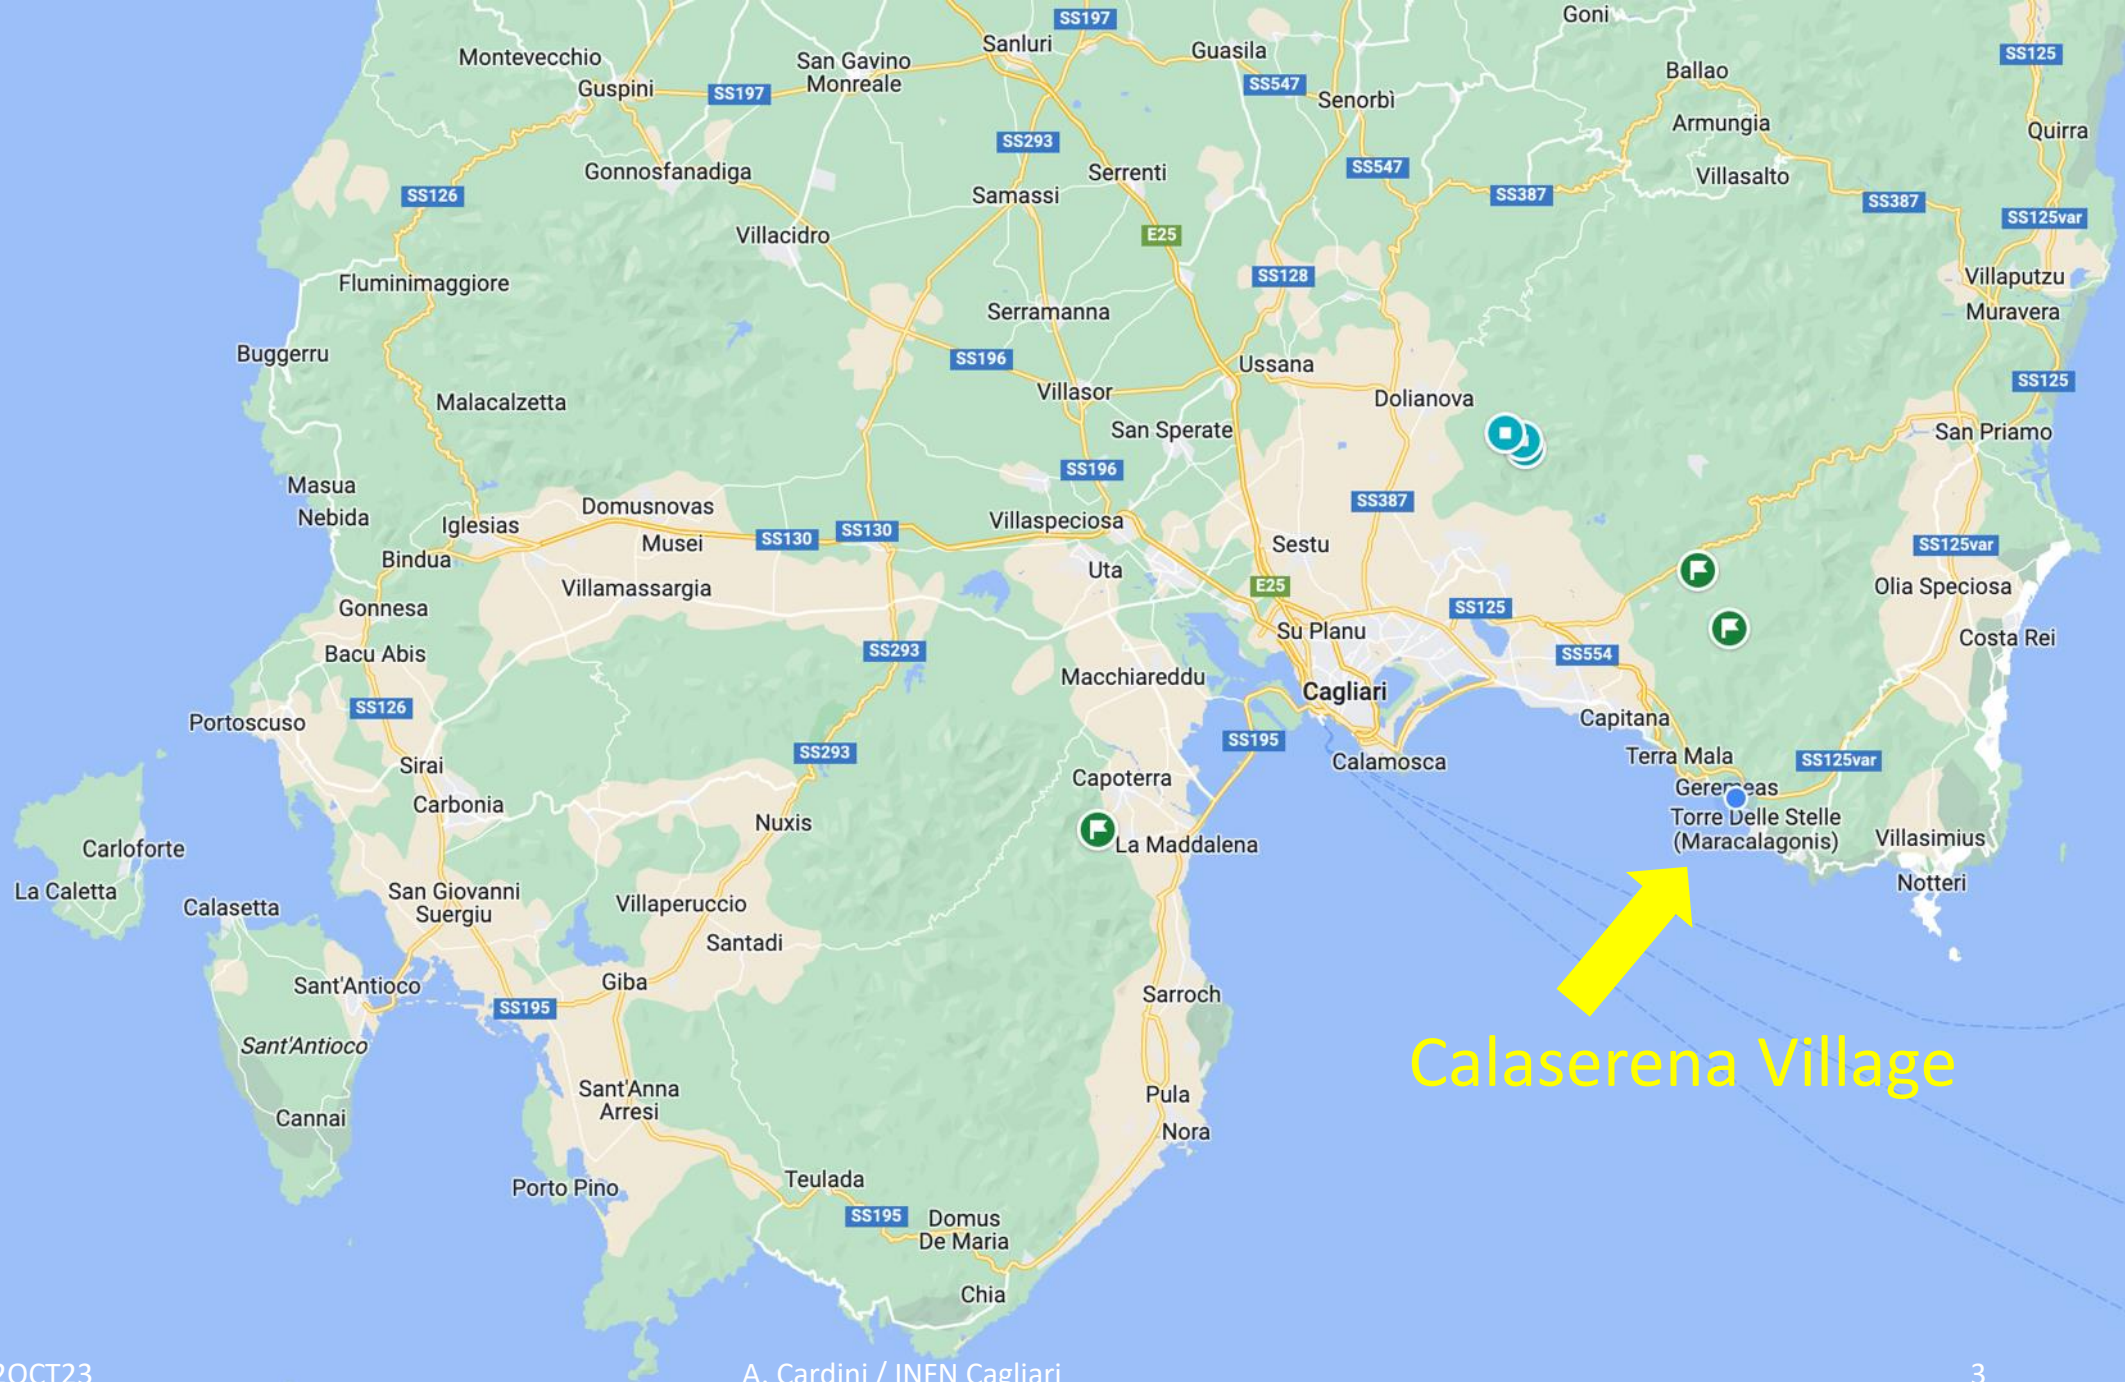 SS197
Goni
Montevecchio
Sanluri
Guasila
SS125
San Gavino
Monreale
Ballao
Guspini
SS197
SS547
Senorbì
Armungia
Quirra
SS293
Gonnosfanadiga
Serrenti
SS547
Villasalto
SS126
Samassi
SS387
SS387
SS125var
Villacidro
E25
Fluminimaggiore
SS128
Villaputzu
Serramanna
Muravera
Buggerru
SS196
Ussana
SS125
Malacalzetta
Villasor
Dolianova
San Sperate
San Priamo
SS196
Masua
Nebida
Domusnovas
SS387
Iglesias
Musei
SS130
SS130
Villaspeciosa
Sestu
SS125var
Bindua
Uta
E25
Olia Speciosa
Villamassargia
Gonnesa
SS125
Su Planu
Costa Rei
Bacu Abis
SS293
SS554
Macchiareddu
Cagliari
SS126
Portoscuso
Capitana
SS195
SS293
Terra Mala
SS125var
Calamosca
Sirai
Capoterra
Geremeas
Carbonia
Torre Delle Stelle
(Maracalagonis)
Nuxis
Villasimius
Carloforte
La Maddalena
La Caletta
San Giovanni
Suergiu
Notteri
Calasetta
Villaperuccio
Santadi
Sant'Antioco
Giba
SS195
Sarroch
Sant'Antioco
Calaserena Village
Sant'Anna
Arresi
Pula
Cannai
Nora
Porto Pino
Teulada
SS195
Domus
De Maria
Chia
2OCT23
A. Cardini / INFN Cagliari
3